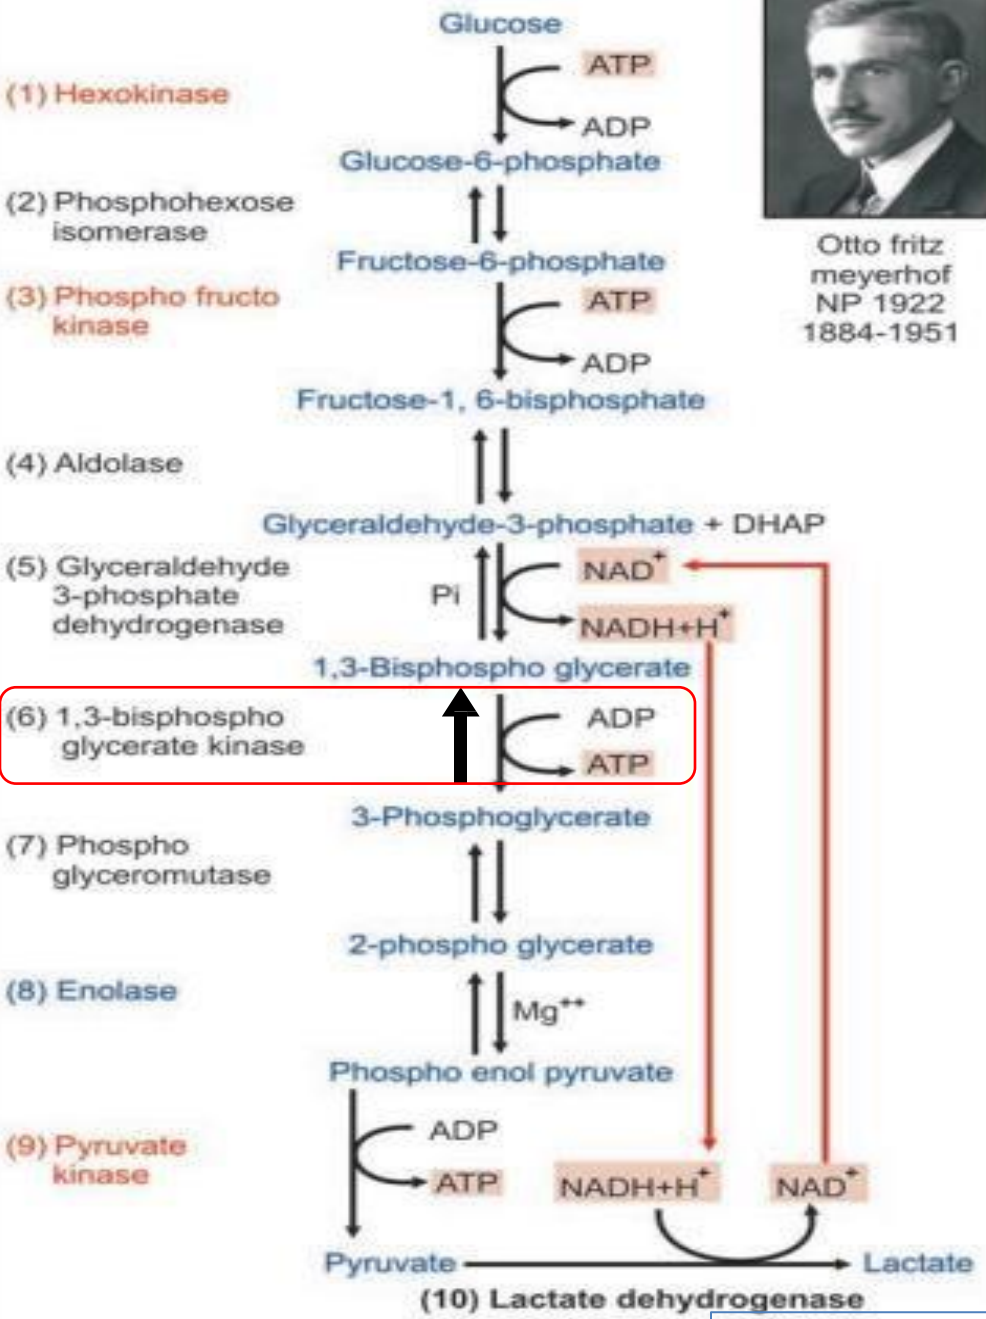 Glucose
ATP
(1) Hexokinase
ADP
Glucose-6-phosphate
(2) Phosphohexose
isomerase
Fructose-6-phosphate
(3) Phospho fructo
kinase
ATP
ADP
Fructose-1, 6-bisphosphate
(4) Aldolase
Glyceraldehyde-3-phosphate + DHAP
(5) Glyceraldehyde
3-phosphate
dehydrogenase
Pi
NAD+
NADH+H+
1,3-Bisphospho glycerate
(6) 1,3-bisphospho
glycerate kinase
ADP
ATP
3-Phosphoglycerate
(7) Phospho
glyceromutase
2-phospho glycerate
(8) Enolase
Mg++
Phospho enol pyruvate
(9) Pyruvate
kinase
ADP
ATP
NADH+H+
NAD+
Pyruvate
Lactate
(10) Lactate dehydrogenase
Otto fritz
meyerhof
NP 1922
1884-1951